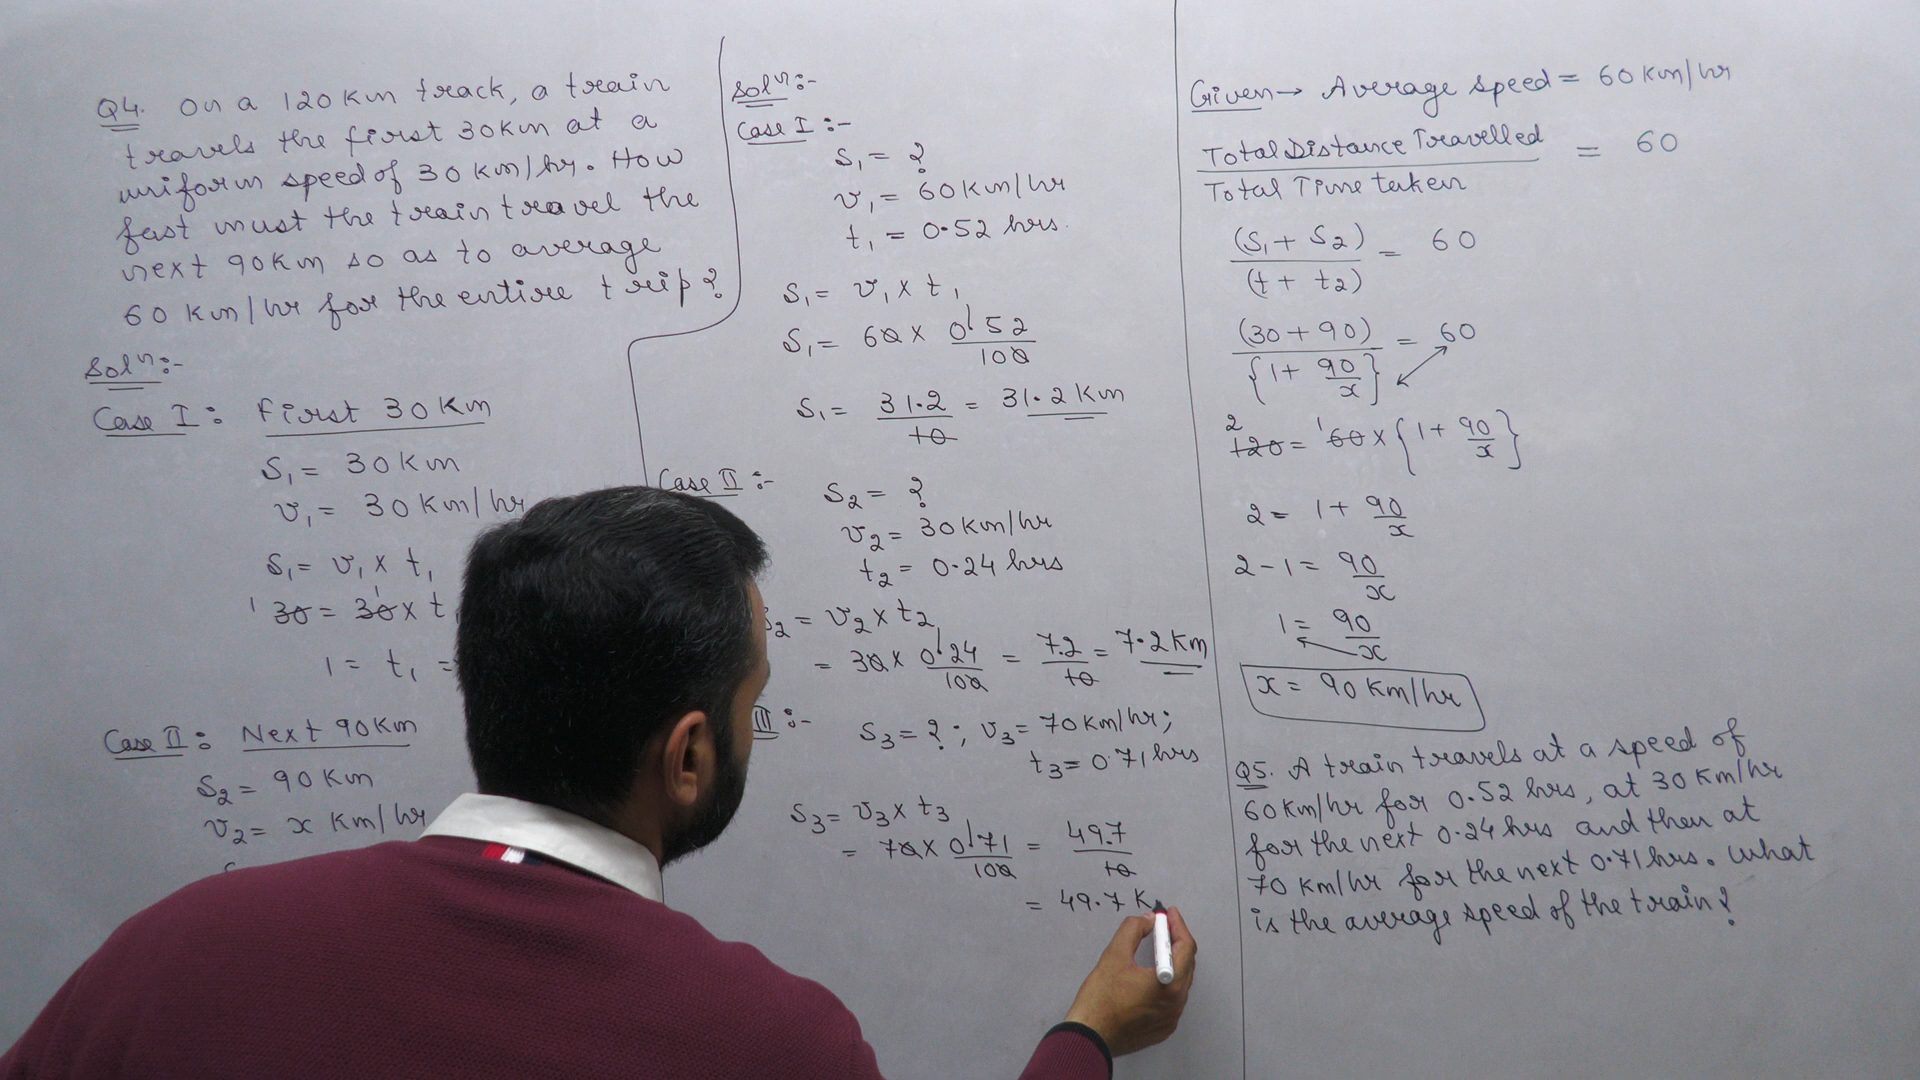 Q4. On a 120 Km track, a train
travels the first 30 Km at a
uniform speed of 30 Km/hr. How
fast must the train travel the
next 90 Km so as to average
60 Km/hr for the entire trip?
Solⁿ:-
Case I : First 30 Km
S₁ = 30 Km
v₁ = 30 Km/hr
S₁ = v₁ x t₁
1 30 = 30 1 x t
1 = t₁ =
Case II : Next 90 Km
S₂ = 90 Km
v₂ = x Km/hr
Solⁿ:-
Case I :-
S₁ = ?
v₁ = 60 Km/hr
t₁ = 0.52 hrs.
S₁ = v₁ x t₁
S₁ = 60 x 052/100
S₁ = 31.2/10 = 31.2 Km
Case II :-
S₂ = ?
v₂ = 30 Km/hr
t₂ = 0.24 hrs
S₂ = v₂ x t₂
= 30 x 024/100 = 7.2/10 = 7.2 Km
III :-
S₃ = ? ; v₃ = 70 Km/hr;
t₃ = 0.71 hrs
S₃ = v₃ x t₃
= 70 x 071/100 = 49.7/10
= 49.7 K
Given → Average speed = 60 Km/hr
Total Distance Travelled/Total Time taken = 60
(S₁ + S₂)/(t + t₂) = 60
(30 + 90)/{1 + 90/x} = 60
2 120 = 1 60 x {1 + 90/x}
2 = 1 + 90/x
2 - 1 = 90/x
1 = 90/x
x = 90 Km/hr
Q5. A train travels at a speed of
60 Km/hr for 0.52 hrs, at 30 Km/hr
for the next 0.24 hrs and then at
70 Km/hr for the next 0.71 hrs. What
is the average speed of the train?